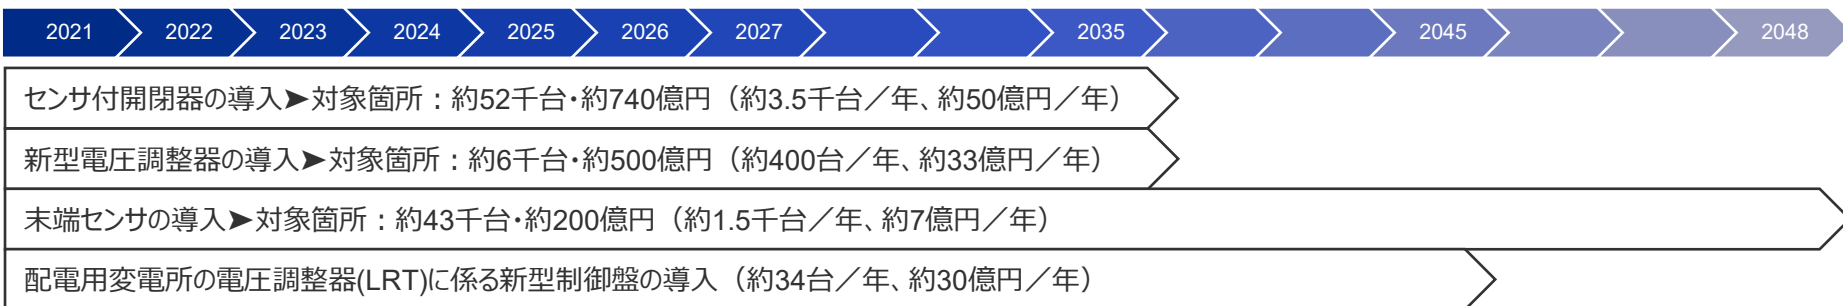 2021 2022 2023 2024 2025 2026 2027 2035 2045 2048
センサ付開閉器の導入➤対象箇所：約52千台・約740億円（約3.5千台／年、約50億円／年）
新型電圧調整器の導入➤対象箇所：約6千台・約500億円（約400台／年、約33億円／年）
末端センサの導入➤対象箇所：約43千台・約200億円（約1.5千台／年、約7億円／年）
配電用変電所の電圧調整器(LRT)に係る新型制御盤の導入（約34台／年、約30億円／年）